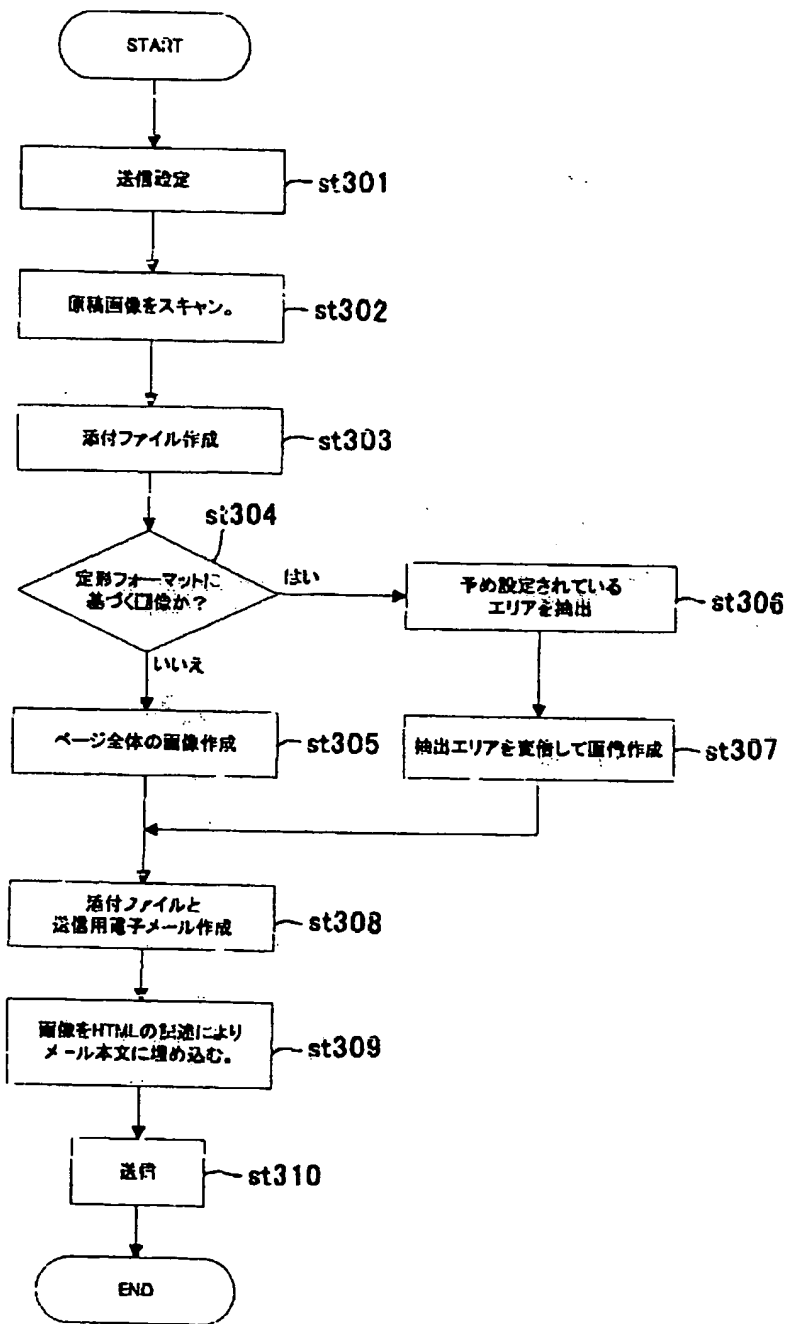 START
送信設定
st301
原稿画像をスキャン。
st302
添付ファイル作成
st303
st304
定形フォーマットに
基づく画像か？
はい
いいえ
予め設定されている
エリアを抽出
st306
ページ全体の画像作成
st305
抽出エリアを変倍して画像作成
st307
添付ファイルと
送信用電子メール作成
st308
画像をHTMLの記述により
メール本文に埋め込む。
st309
送信
st310
END